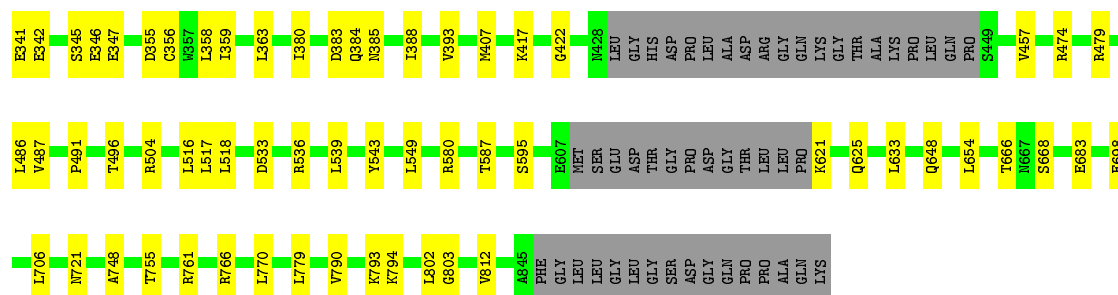 E341 E342 S345 E346 E347 D355 C356 W357 L358 I359 L363 I380 D383 Q384 N385 I388 V393 M407 K417 G422 N428 LEU GLY HIS ASP PRO LEU ALA ASP ARG GLY GLN LYS GLY THR ALA LYS PRO LEU GLN PRO S449 V457 R474 R479
L486 V487 P491 T496 R504 L516 L517 L518 D533 R536 L539 Y543 L549 R580 T587 S595 E607 MET SER GLU ASP THR GLY PRO ASP GLY THR LEU LEU PRO K621 Q625 L633 Q648 L654 T666 N667 S668 E683
L706 N721 A748 T755 R761 R766 L770 L779 V790 K793 K794 L802 G803 V812 A845 PHE GLY LEU LEU GLY LEU GLY SER ASP GLY GLN PRO PRO ALA GLN LYS